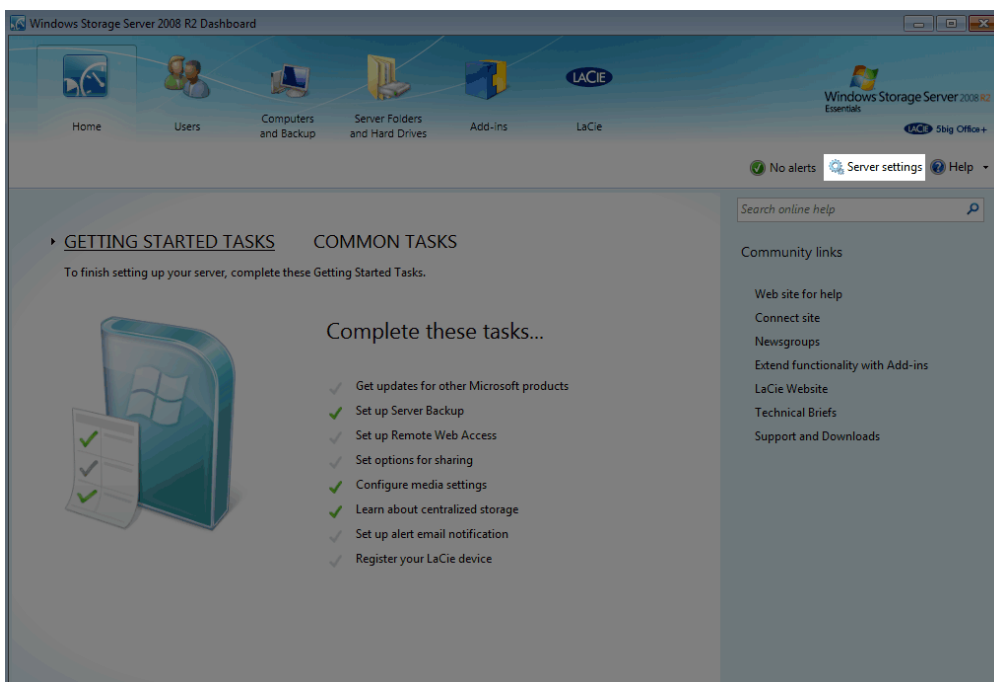 Windows Storage Server 2008 R2 Dashboard
Home
Users
Computers
and Backup
Server Folders
and Hard Drives
Add-ins
LACIE
LaCie
Windows Storage Server 2008 R2
Essentials
LACIE 5big Office+
No alerts
Server settings
Help
Search online help
GETTING STARTED TASKS
COMMON TASKS
To finish setting up your server, complete these Getting Started Tasks.
Complete these tasks...
Get updates for other Microsoft products
Set up Server Backup
Set up Remote Web Access
Set options for sharing
Configure media settings
Learn about centralized storage
Set up alert email notification
Register your LaCie device
Community links
Web site for help
Connect site
Newsgroups
Extend functionality with Add-ins
LaCie Website
Technical Briefs
Support and Downloads